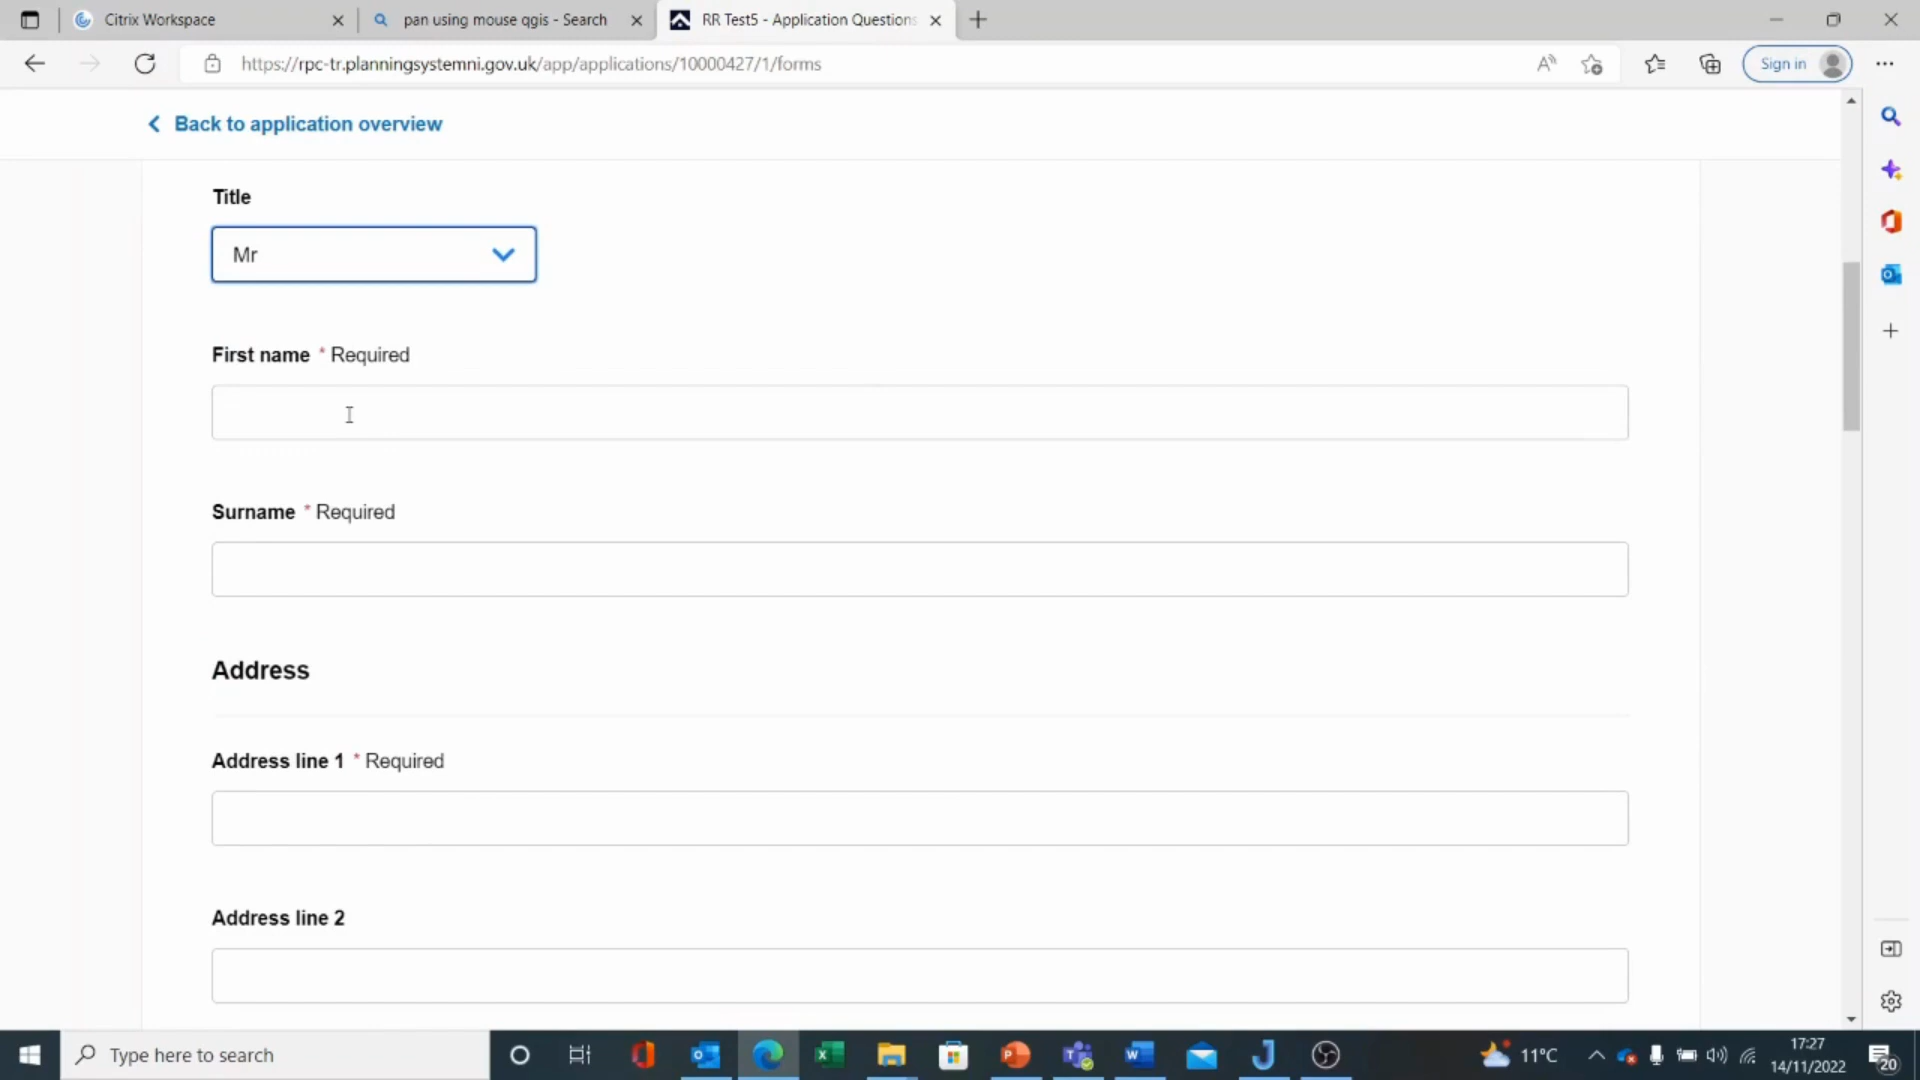 Citrix Workspace
pan using mouse qgis - Search
RR Test5 - Application Questions
https://rpc-tr.planningsystemni.gov.uk/app/applications/10000427/1/forms
Sign in
Back to application overview
Title
Mr
First name * Required
Surname * Required
Address
Address line 1 * Required
Address line 2
Type here to search
11°C
17:27
14/11/2022
20